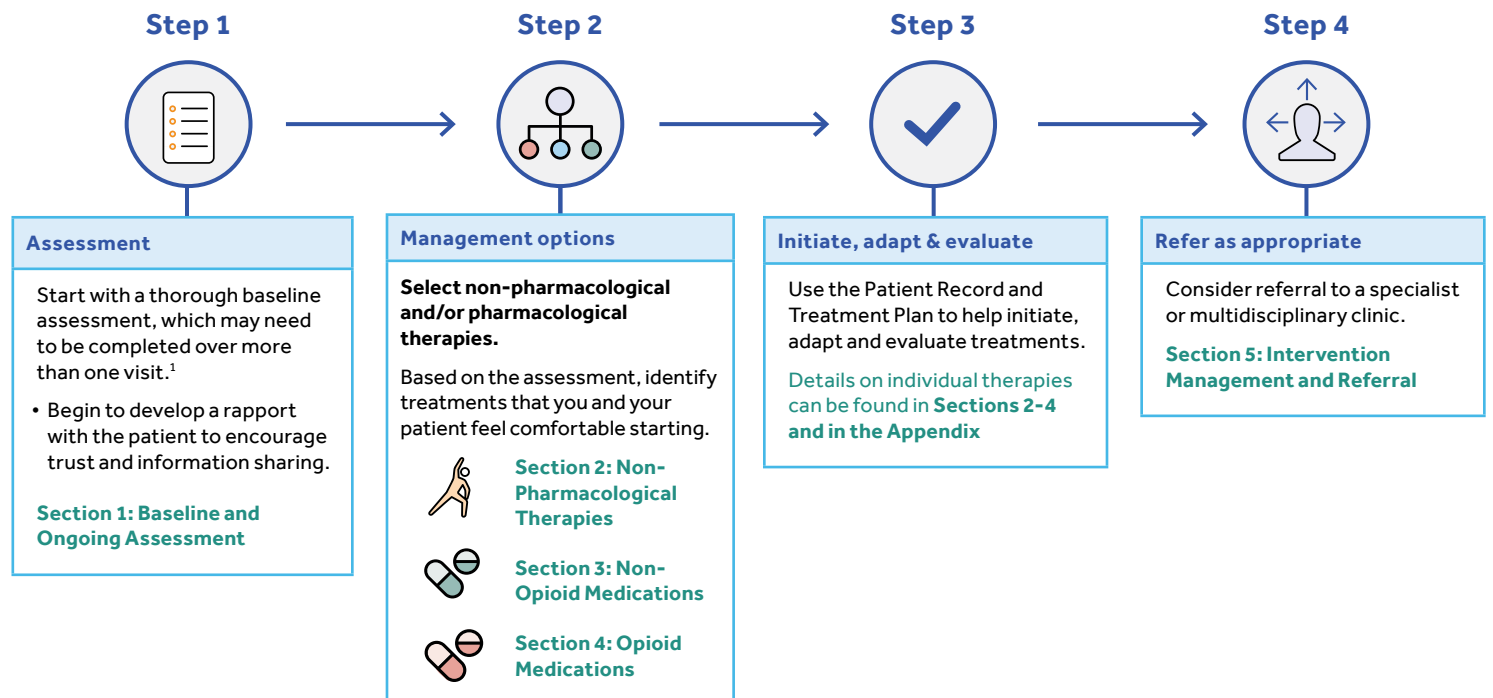 Step 1
Step 2
Step 3
Step 4
Assessment
Start with a thorough baseline
assessment, which may need
to be completed over more
than one visit.¹
• Begin to develop a rapport
with the patient to encourage
trust and information sharing.
Section 1: Baseline and
Ongoing Assessment
Management options
Select non-pharmacological
and/or pharmacological
therapies.
Based on the assessment, identify
treatments that you and your
patient feel comfortable starting.
Section 2: Non-
Pharmacological
Therapies
Section 3: Non-
Opioid Medications
Section 4: Opioid
Medications
Initiate, adapt & evaluate
Use the Patient Record and
Treatment Plan to help initiate,
adapt and evaluate treatments.
Details on individual therapies
can be found in Sections 2-4
and in the Appendix
Refer as appropriate
Consider referral to a specialist
or multidisciplinary clinic.
Section 5: Intervention
Management and Referral